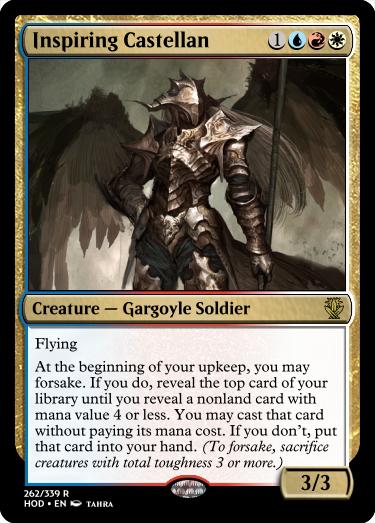 Inspiring Castellan 1
Creature — Gargoyle Soldier
Flying
At the beginning of your upkeep, you may
forsake. If you do, reveal the top card of your
library until you reveal a nonland card with
mana value 4 or less. You may cast that card
without paying its mana cost. If you don't, put
that card into your hand. (To forsake, sacrifice
creatures with total toughness 3 or more.)
3/3
262/339 R
HOD • EN TAHRA